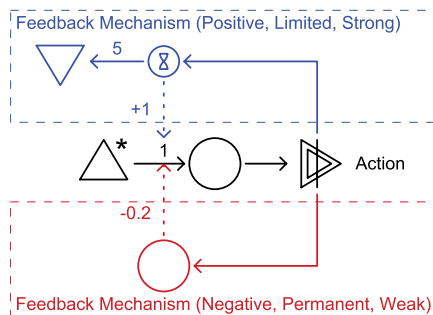 Feedback Mechanism (Positive, Limited, Strong)
5
+1
*
1
Action
-0.2
Feedback Mechanism (Negative, Permanent, Weak)